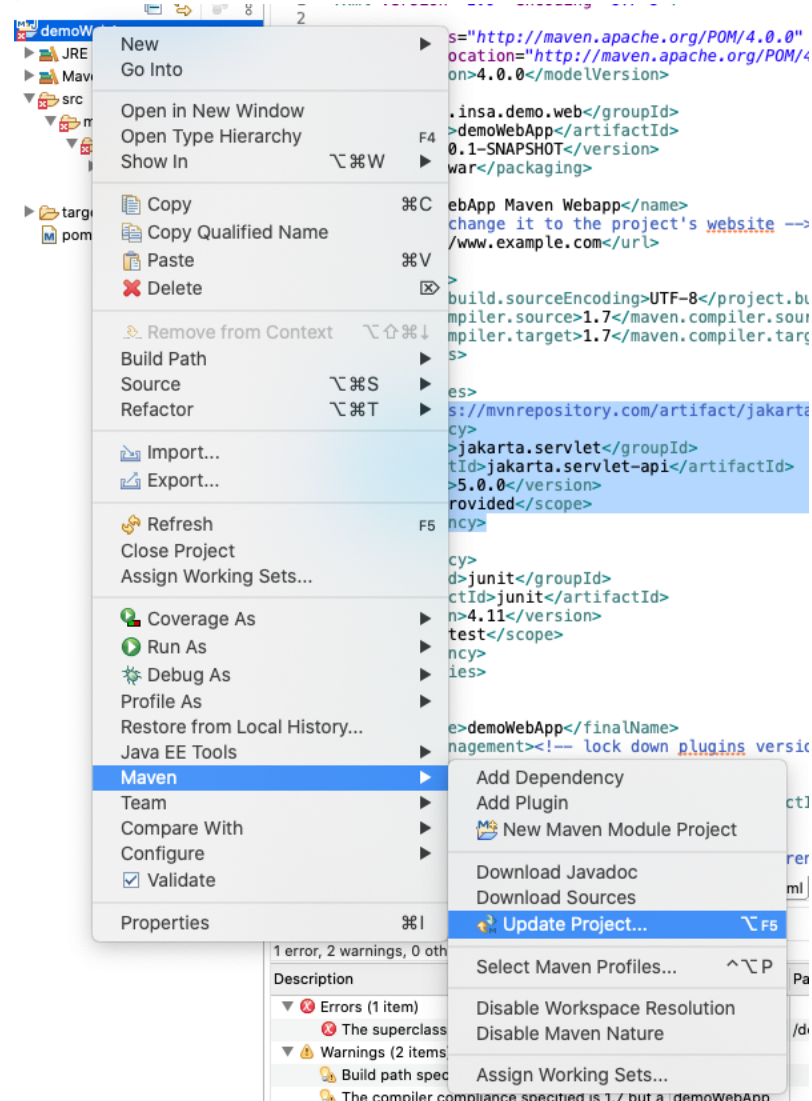 2
demoW
JRE
Mave
src
m
targe
pom
s="http://maven.apache.org/POM/4.0.0"
ocation="http://maven.apache.org/POM/4
on>4.0.0</modelVersion>
.insa.demo.web</groupId>
>demoWebApp</artifactId>
0.1-SNAPSHOT</version>
war</packaging>
ebApp Maven Webapp</name>
change it to the project's website -->
/www.example.com</url>
>
build.sourceEncoding>UTF-8</project.bu
mpiler.source>1.7</maven.compiler.sour
mpiler.target>1.7</maven.compiler.targ
s>
es>
s://mvnrepository.com/artifact/jakarta
cy>
>jakarta.servlet</groupId>
tId>jakarta.servlet-api</artifactId>
>5.0.0</version>
rovided</scope>
ncy>
cy>
d>junit</groupId>
ctId>junit</artifactId>
n>4.11</version>
test</scope>
ncy>
ies>
e>demoWebApp</finalName>
nagement><!-- lock down plugins versio
ctI
ren
ml
New
Go Into
Open in New Window
Open Type Hierarchy F4
Show In ⌥⌘W
Copy ⌘C
Copy Qualified Name
Paste ⌘V
Delete ⌦
Remove from Context ⌥⇧⌘↓
Build Path
Source ⌥⌘S
Refactor ⌥⌘T
Import...
Export...
Refresh F5
Close Project
Assign Working Sets...
Coverage As
Run As
Debug As
Profile As
Restore from Local History...
Java EE Tools
Maven
Team
Compare With
Configure
Validate
Properties ⌘I
Add Dependency
Add Plugin
New Maven Module Project
Download Javadoc
Download Sources
Update Project... ⌥F5
Select Maven Profiles... ^⌥P
Disable Workspace Resolution
Disable Maven Nature
Assign Working Sets...
1 error, 2 warnings, 0 oth
Description Pa
Errors (1 item)
The superclass /de
Warnings (2 items
Build path spec
The compiler compliance specified is 1.7 but a demoWebApp